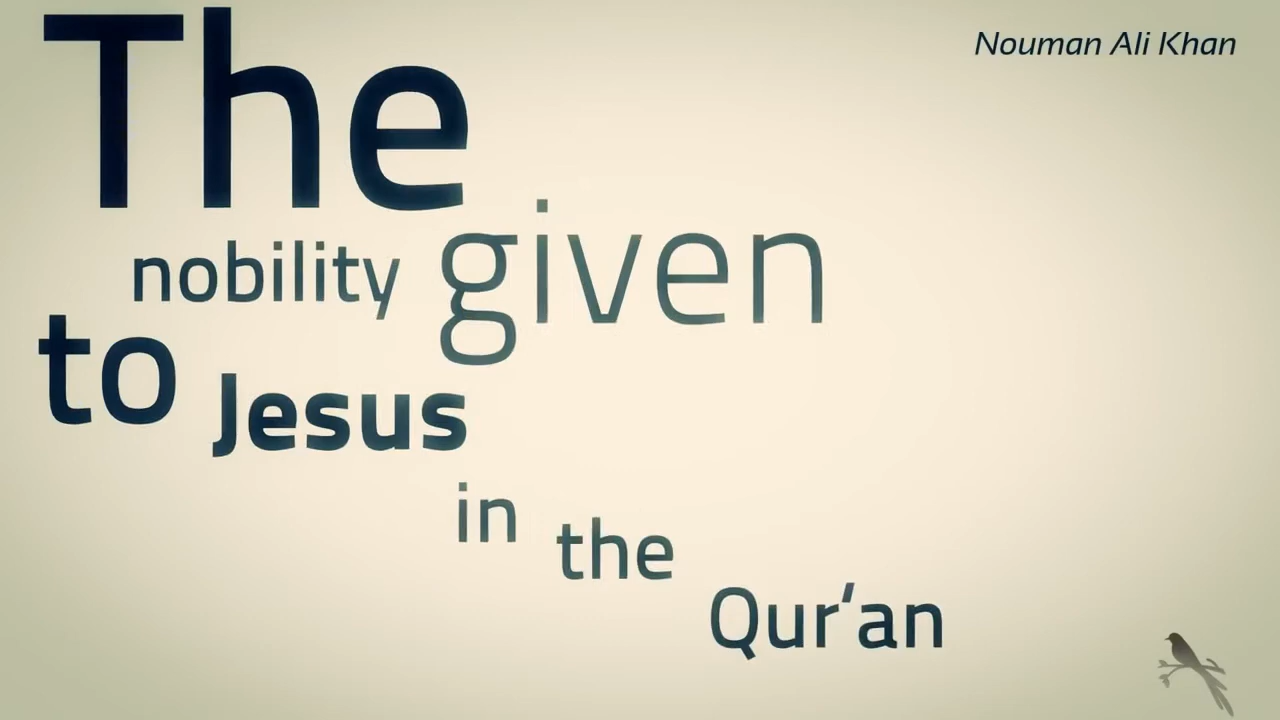 Nouman Ali Khan
The
nobility given
to Jesus
in the
Qur'an